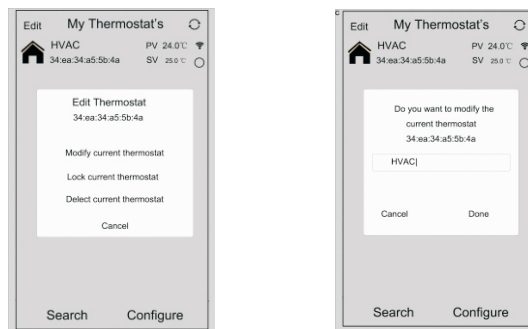 Edit My Thermostat's
HVAC PV 24.0℃
34:ea:34:a5:5b:4a SV 25.0 ℃
Edit Thermostat
34:ea:34:a5:5b:4a
Modify current thermostat
Lock current thermostat
Delect current thermostat
Cancel
Search Configure
c
Edit My Thermostat's
HVAC PV 24.0℃
34:ea:34:a5:5b:4a SV 25.0 ℃
Do you want to modify the
current thermostat
34:ea:34:a5:5b:4a
HVAC|
Cancel Done
Search Configure